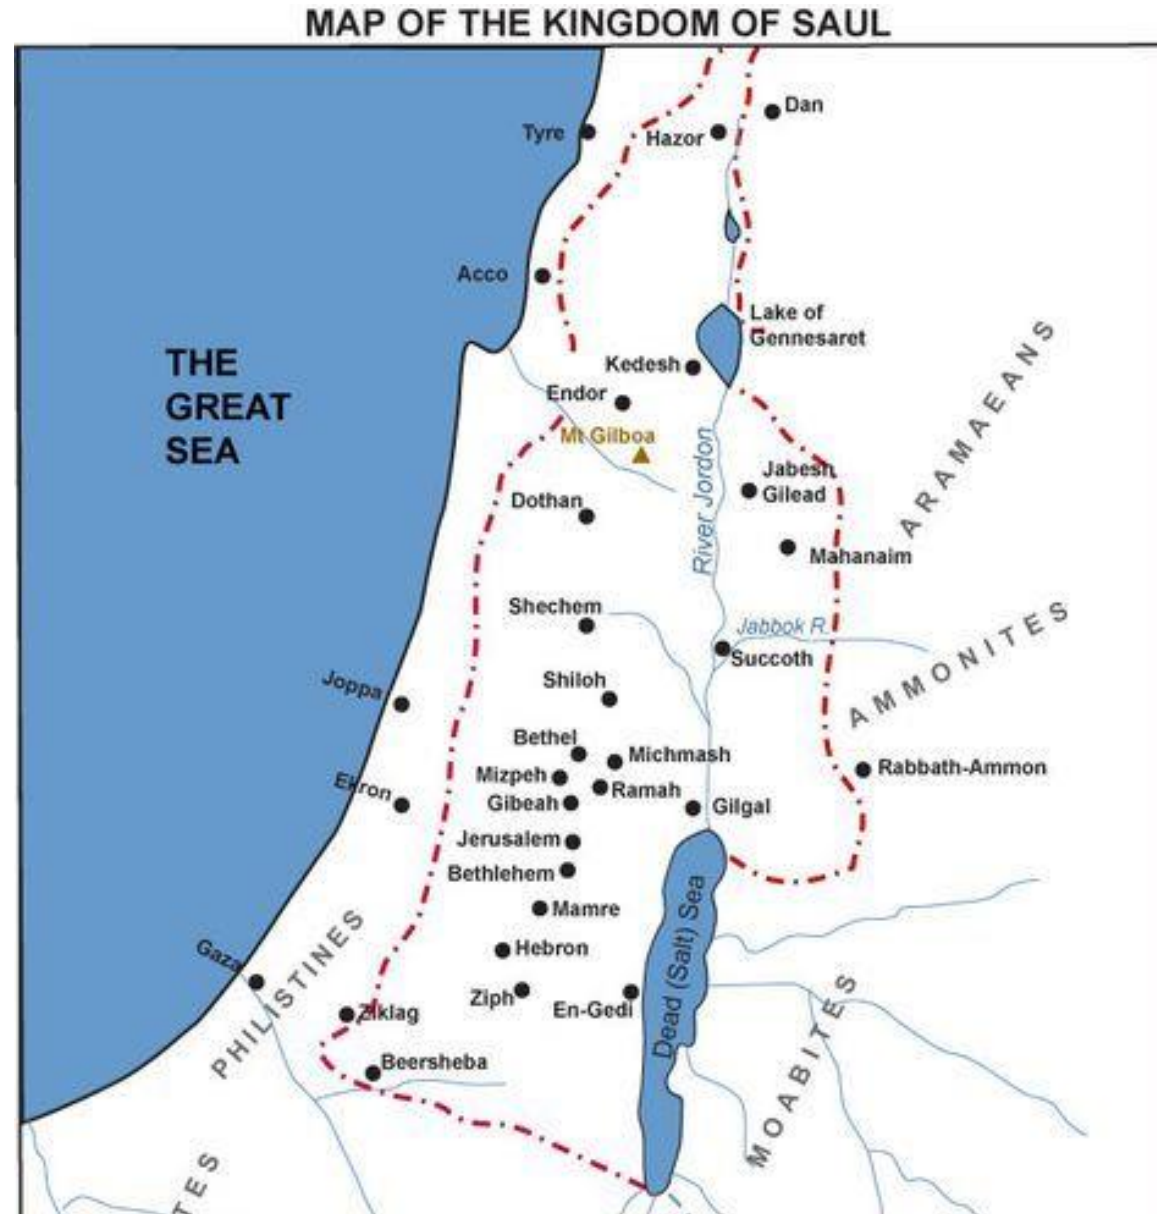 MAP OF THE KINGDOM OF SAUL
Dan
Tyre
Hazor
Acco
Lake of
Gennesaret
THE
GREAT
SEA
Kedesh
Endor
Mt Gilboa
ARAMAEANS
River Jordon
Jabesh
Gilead
Dothan
Mahanaim
Shechem
Jabbok R.
Succoth
AMMONITES
Shiloh
Joppa
Bethel
Michmash
Mizpeh
Rabbath-Ammon
Ekron
Ramah
Gibeah
Gilgal
Jerusalem
Bethlehem
Mamre
Dead (Salt) Sea
Hebron
Gaza
PHILISTINES
Ziph
En-Gedi
Ziklag
MOABITES
Beersheba
TES